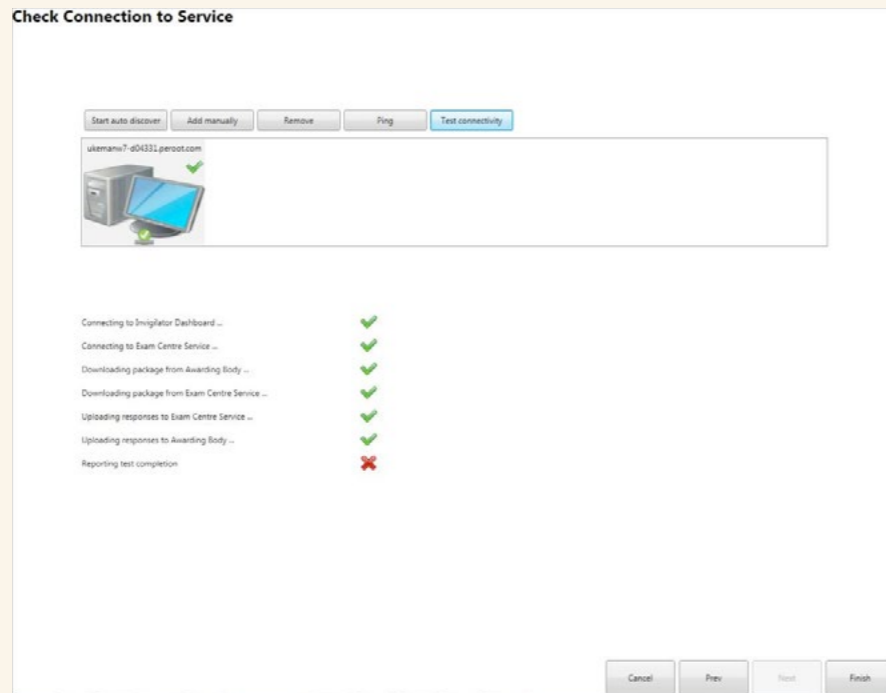 Check Connection to Service
Start auto discover Add manually Remove Ping Test connectivity
ukemanw7-d04331.peroot.com
Connecting to Invigilator Dashboard ...
Connecting to Exam Centre Service ...
Downloading package from Awarding Body ...
Downloading package from Exam Centre Service ...
Uploading responses to Exam Centre Service ...
Uploading responses to Awarding Body ...
Reporting test completion
Cancel Prev Next Finish